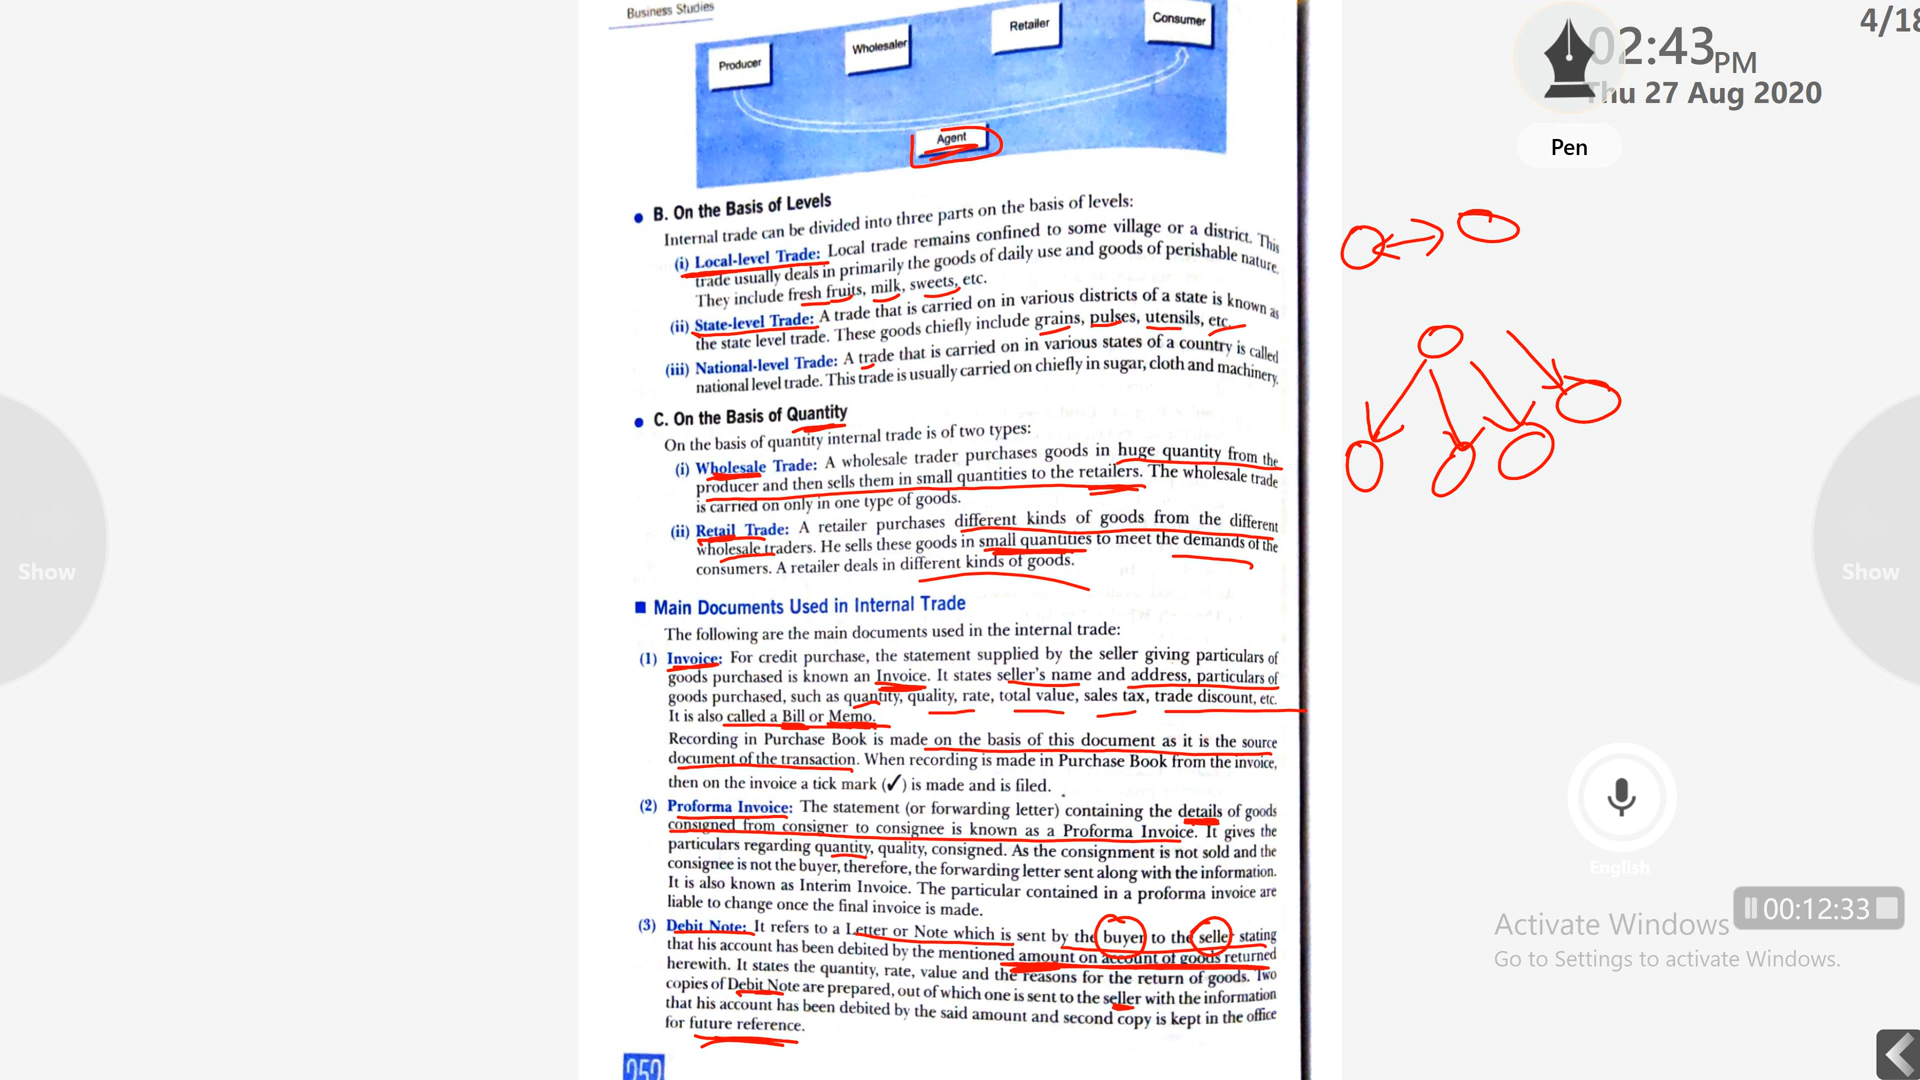 Business Studies
Producer
Wholesaler
Retailer
Consumer
Agent
B. On the Basis of Levels
Internal trade can be divided into three parts on the basis of levels:
(i) Local-level Trade: Local trade remains confined to some village or a district. This
trade usually deals in primarily the goods of daily use and goods of perishable nature.
They include fresh fruits, milk, sweets, etc.
(ii) State-level Trade: A trade that is carried on in various districts of a state is known as
the state level trade. These goods chiefly include grains, pulses, utensils, etc.
(iii) National-level Trade: A trade that is carried on in various states of a country is called
national level trade. This trade is usually carried on chiefly in sugar, cloth and machinery.
C. On the Basis of Quantity
On the basis of quantity internal trade is of two types:
(i) Wholesale Trade: A wholesale trader purchases goods in huge quantity from the
producer and then sells them in small quantities to the retailers. The wholesale trade
is carried on only in one type of goods.
(ii) Retail Trade: A retailer purchases different kinds of goods from the different
wholesale traders. He sells these goods in small quantities to meet the demands of the
consumers. A retailer deals in different kinds of goods.
Main Documents Used in Internal Trade
The following are the main documents used in the internal trade:
(1) Invoice: For credit purchase, the statement supplied by the seller giving particulars of
goods purchased is known an Invoice. It states seller's name and address, particulars of
goods purchased, such as quantity, quality, rate, total value, sales tax, trade discount, etc.
It is also called a Bill or Memo.
Recording in Purchase Book is made on the basis of this document as it is the source
document of the transaction. When recording is made in Purchase Book from the invoice,
then on the invoice a tick mark (✓) is made and is filed.
(2) Proforma Invoice: The statement (or forwarding letter) containing the details of goods
consigned from consigner to consignee is known as a Proforma Invoice. It gives the
particulars regarding quantity, quality, consigned. As the consignment is not sold and the
consignee is not the buyer, therefore, the forwarding letter sent along with the information.
It is also known as Interim Invoice. The particular contained in a proforma invoice are
liable to change once the final invoice is made.
(3) Debit Note: It refers to a Letter or Note which is sent by the buyer to the seller stating
that his account has been debited by the mentioned amount on account of goods returned
herewith. It states the quantity, rate, value and the reasons for the return of goods. Two
copies of Debit Note are prepared, out of which one is sent to the seller with the information
that his account has been debited by the said amount and second copy is kept in the office
for future reference.
252
4/18
02:43 PM
Thu 27 Aug 2020
Pen
Show
Show
English
00:12:33
Activate Windows
Go to Settings to activate Windows.